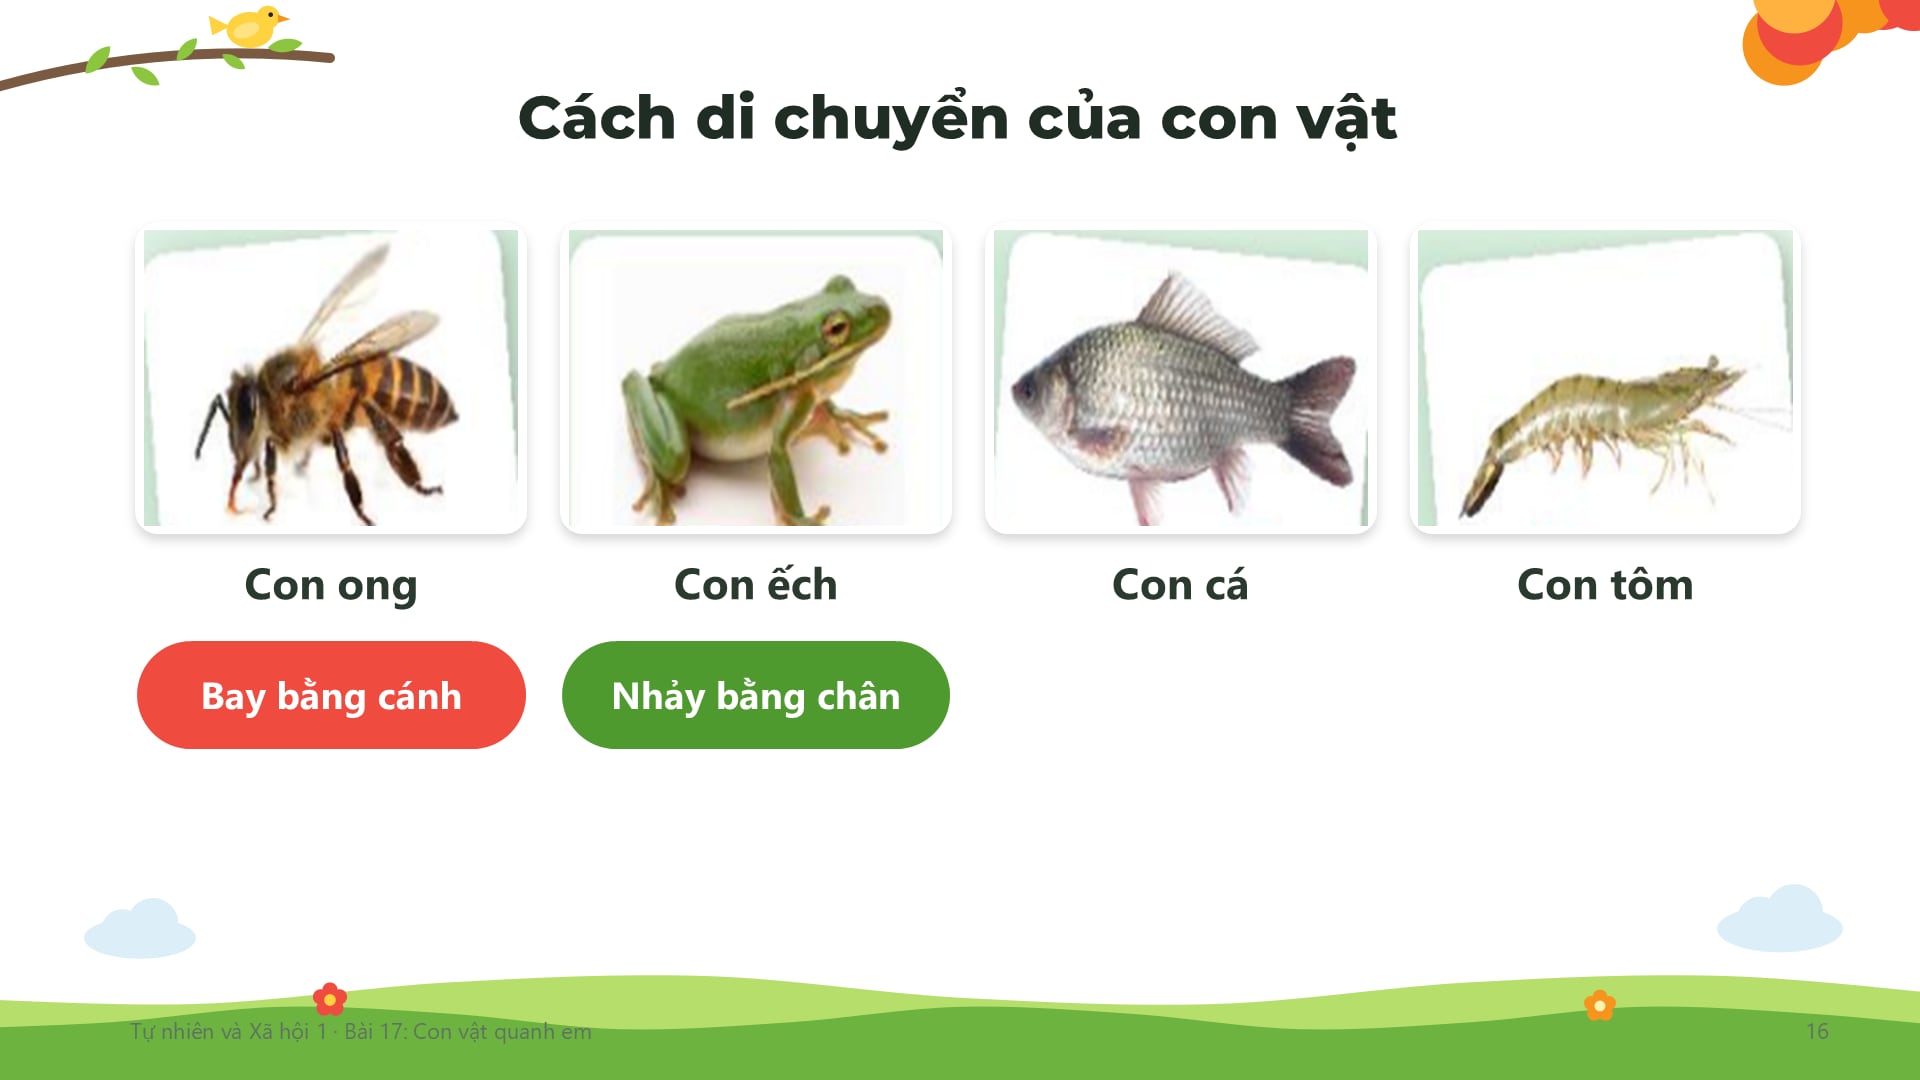 Cách di chuyển của con vật
Con ong
Con ếch
Con cá
Con tôm
Bay bằng cánh
Nhảy bằng chân
Tự nhiên và Xã hội 1 · Bài 17: Con vật quanh em
16